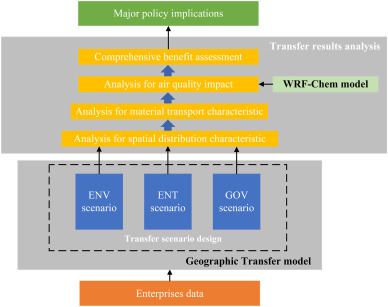 Major policy implications
Transfer results analysis
Comprehensive benefit assessment
Analysis for air quality impact
WRF-Chem model
Analysis for material transport characteristic
Analysis for spatial distribution characteristic
ENV
scenario
ENT
scenario
GOV
scenario
Transfer scenario design
Geographic Transfer model
Enterprises data